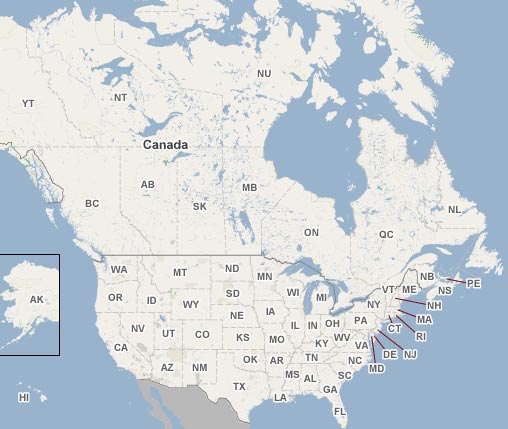 NU
YT
NT
Canada
AB
MB
SK
BC
NL
ON
QC
WA
MT
ND
MN
NB
PE
VT
ME
NS
AK
OR
ID
WY
SD
WI
MI
NY
NH
MA
NV
UT
CO
NE
IA
IL
IN
OH
PA
CT
RI
CA
KS
MO
KY
WV
VA
DE
NJ
AZ
NM
OK
AR
TN
NC
MD
HI
TX
MS
AL
GA
SC
LA
FL